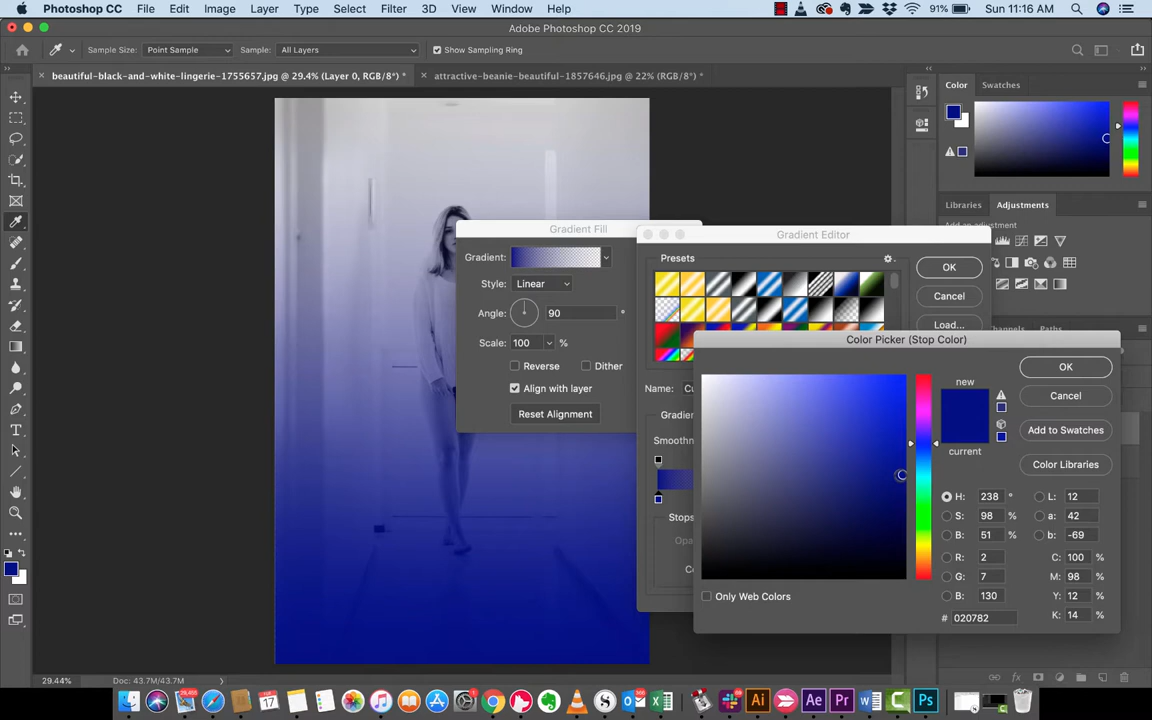 Photoshop CC File Edit Image Layer Type Select Filter 3D View Window Help 91% Sun 11:16 AM
Adobe Photoshop CC 2019
Sample Size: Point Sample Sample: All Layers Show Sampling Ring
beautiful-black-and-white-lingerie-1755657.jpg @ 29.4% (Layer 0, RGB/8*) * attractive-beanie-beautiful-1857646.jpg @ 22% (RGB/8*) *
Color Swatches
Libraries Adjustments
Add an adjustment
Gradient Fill
Gradient:
Style: Linear
Angle: 90 °
Scale: 100 %
Reverse Dither
Align with layer
Reset Alignment
Gradient Editor
Presets
OK
Cancel
Load...
Name:
Paths
Color Picker (Stop Color)
new
current
OK
Cancel
Add to Swatches
Color Libraries
H: 238 ° L: 12
S: 98 % a: 42
B: 51 % b: -69
R: 2 C: 100 %
G: 7 M: 98 %
B: 130 Y: 12 %
# 020782 K: 14 %
Only Web Colors
Stops
29.44% Doc: 43.7M/43.7M